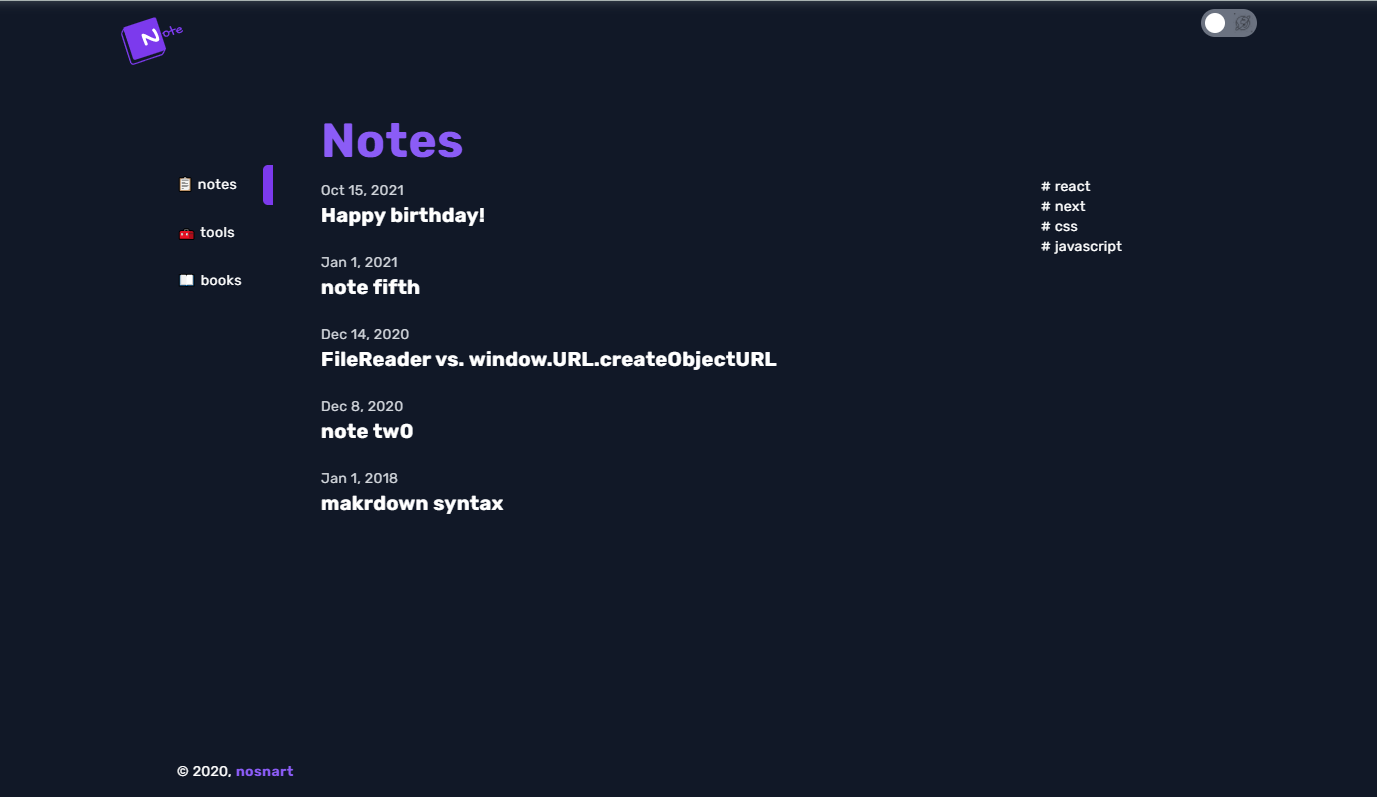 Note
Notes
📋 notes
🧰 tools
📖 books
Oct 15, 2021
Happy birthday!
Jan 1, 2021
note fifth
Dec 14, 2020
FileReader vs. window.URL.createObjectURL
Dec 8, 2020
note tw0
Jan 1, 2018
makrdown syntax
# react
# next
# css
# javascript
© 2020, nosnart